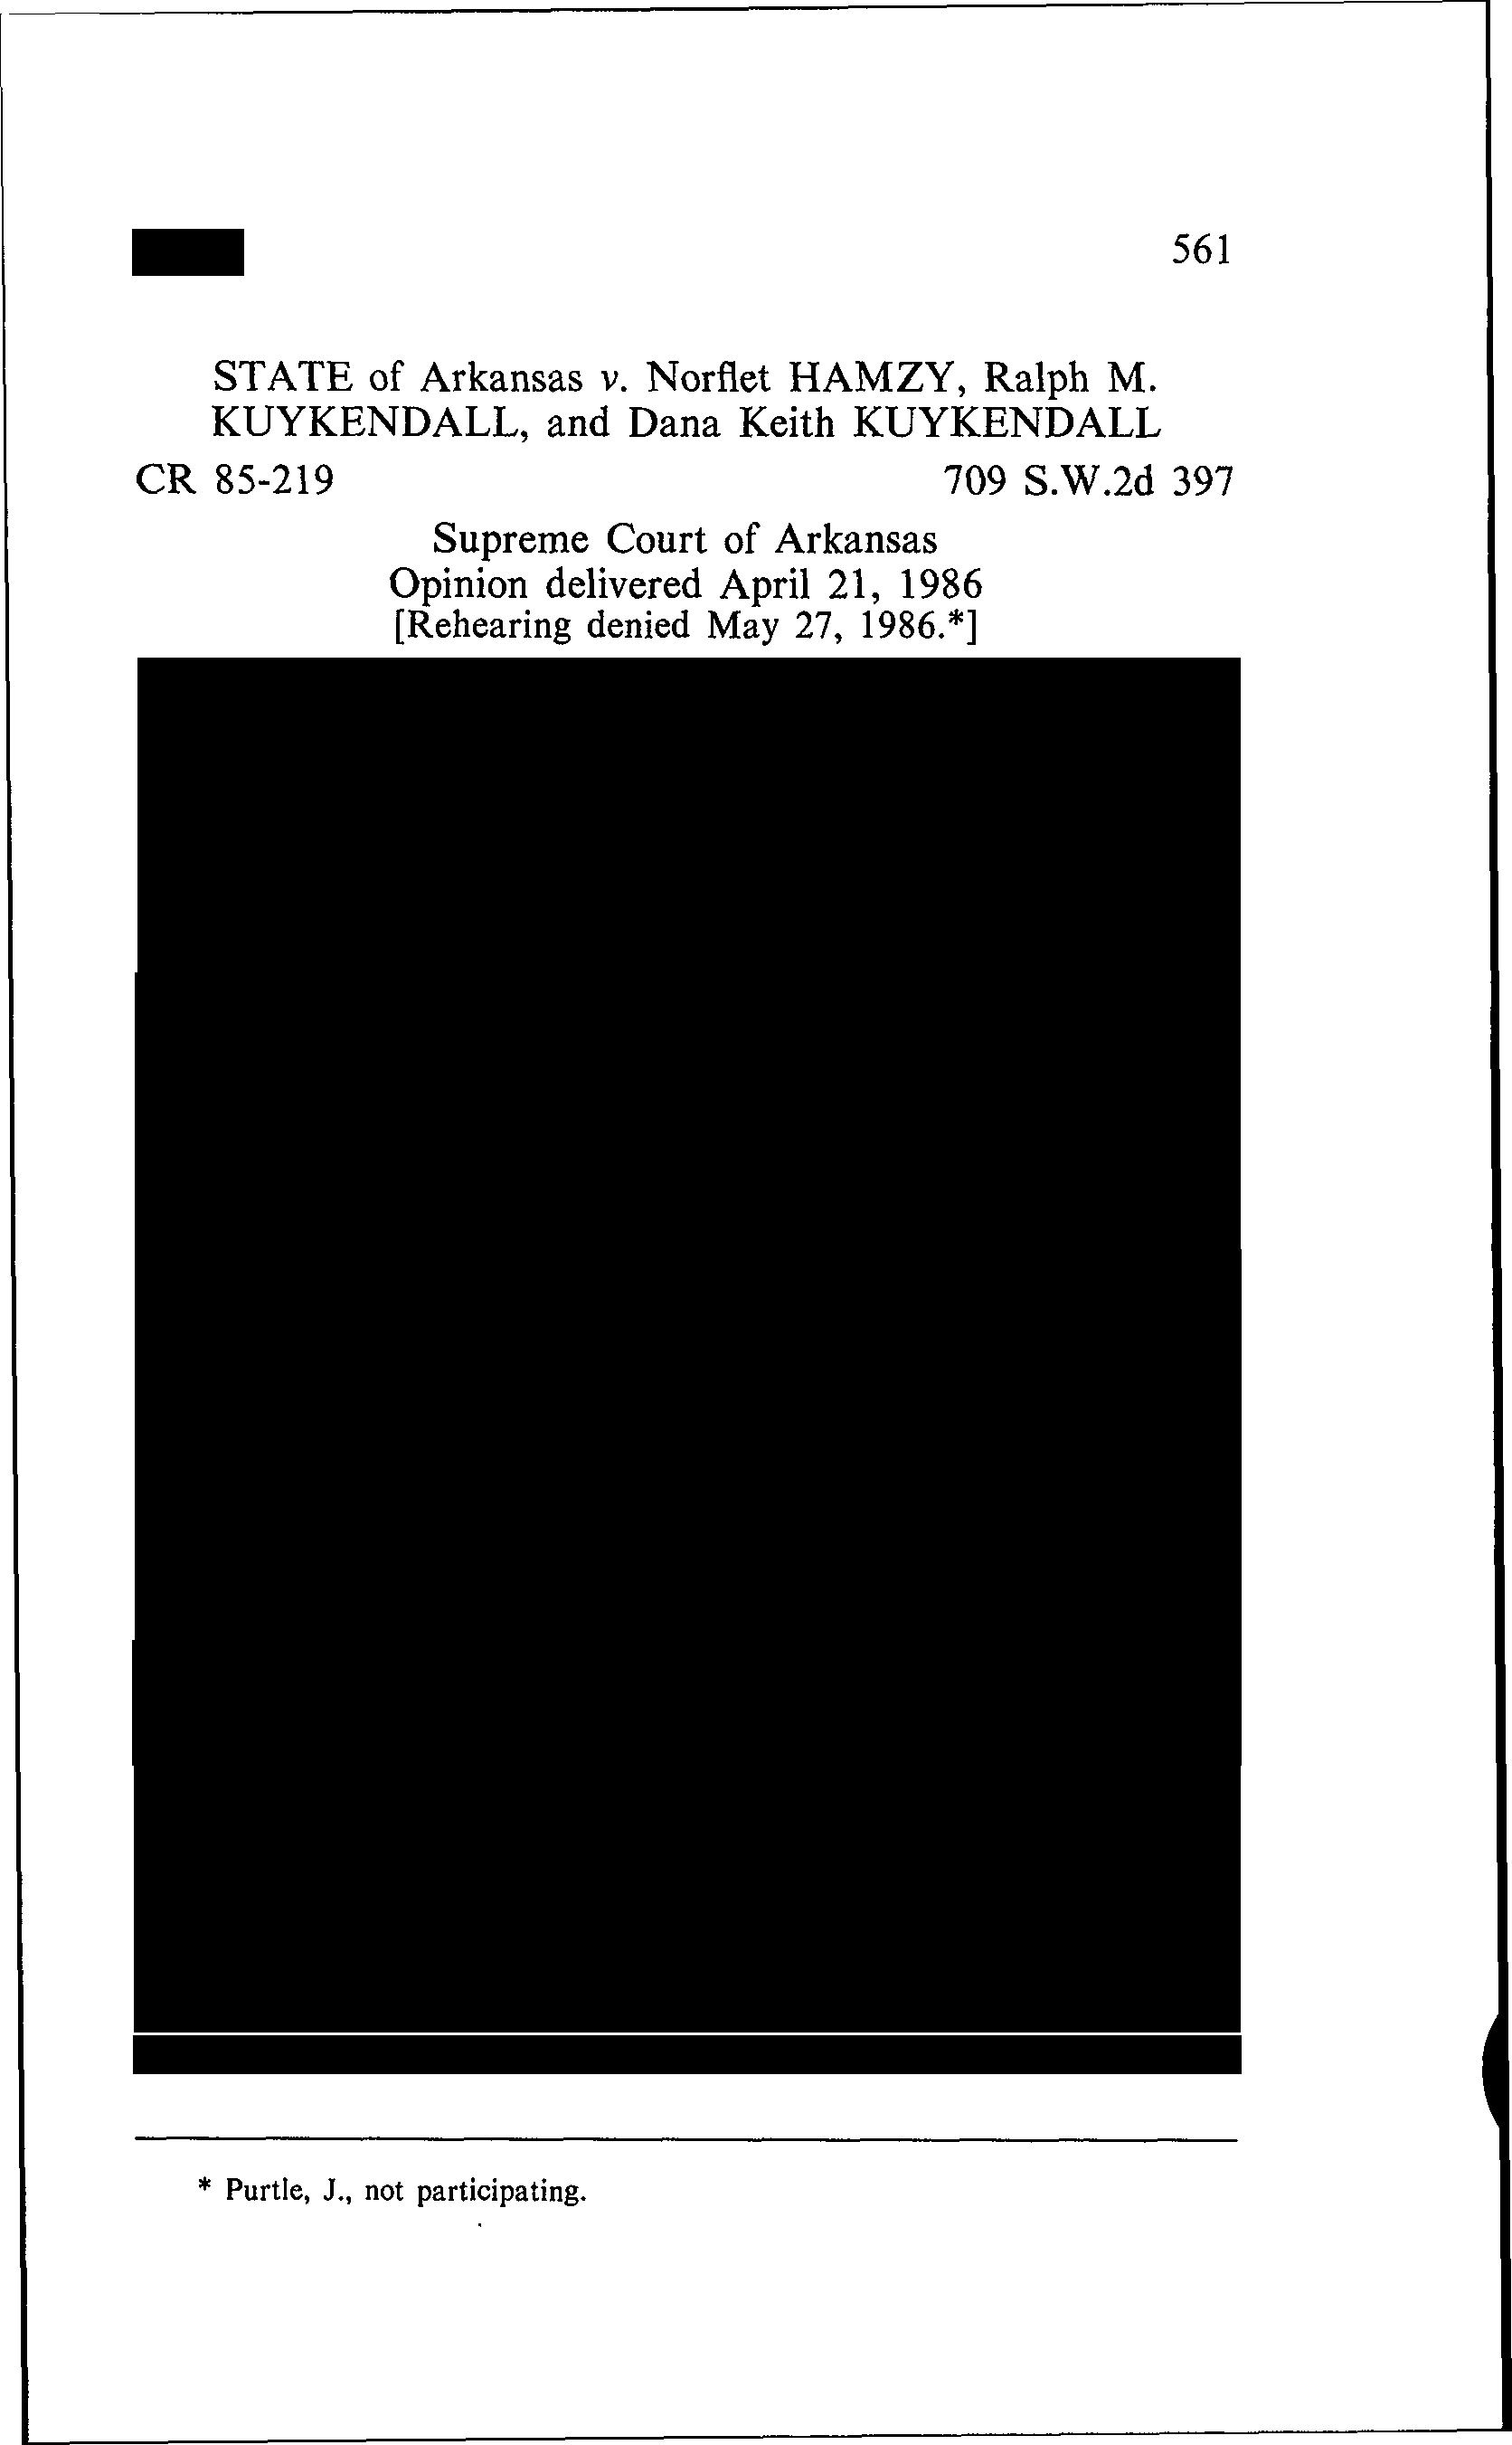 561
STATE of Arkansas v. Norflet HAMZY, Ralph M.
KUYKENDALL, and Dana Keith KUYKENDALL
CR 85-219 709 S.W.2d 397
Supreme Court of Arkansas
Opinion delivered April 21, 1986
[Rehearing denied May 27, 1986.*]
* Purtle, J., not participating.